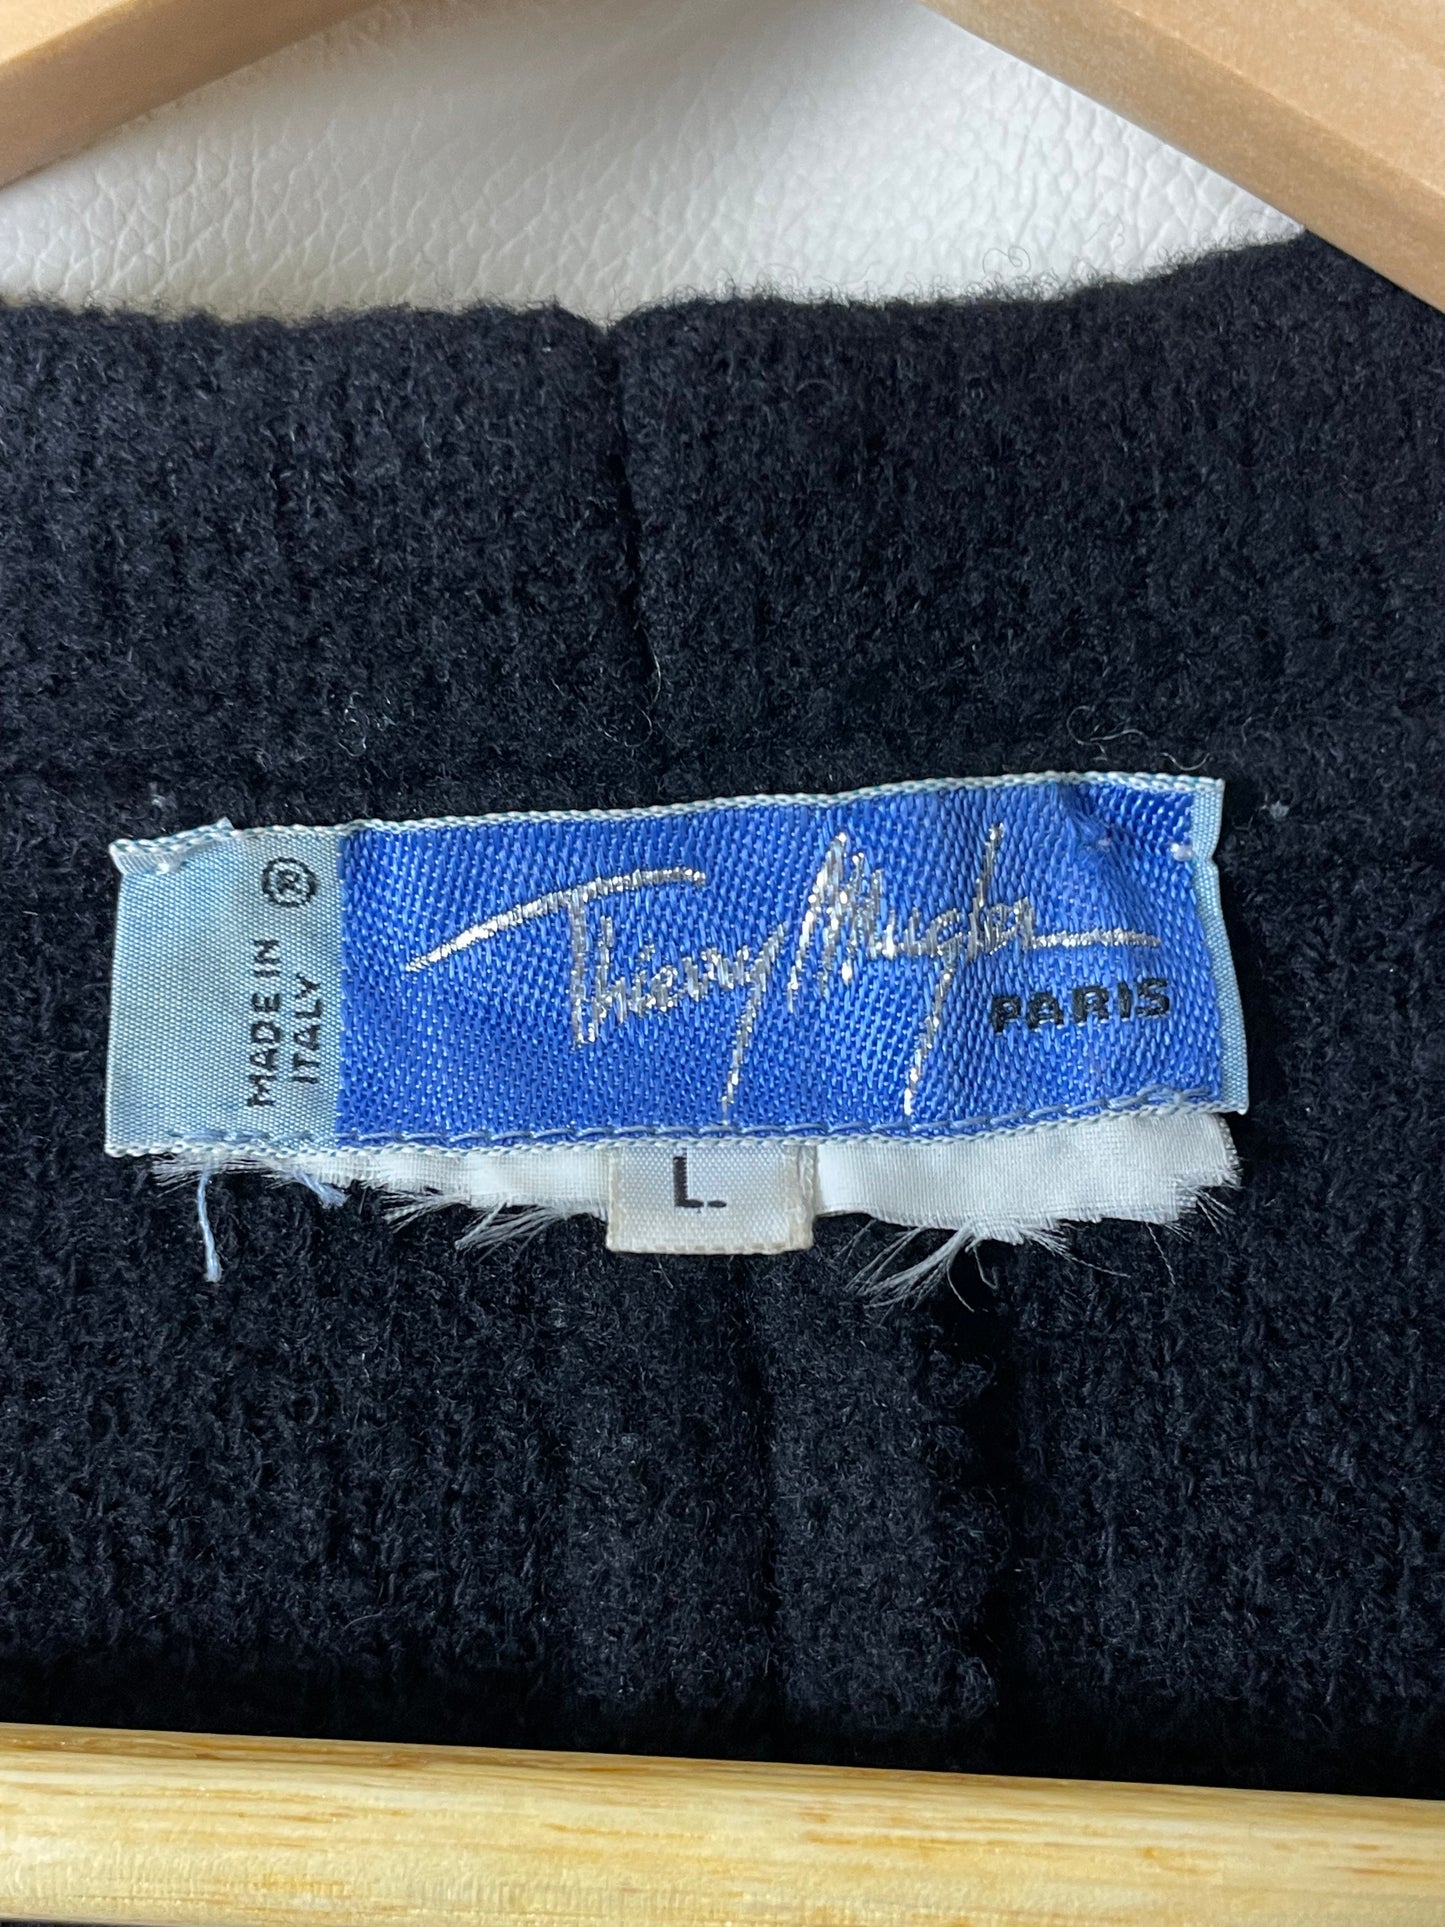 ®
MADE IN
ITALY
Thierry Mugler
PARIS
L.